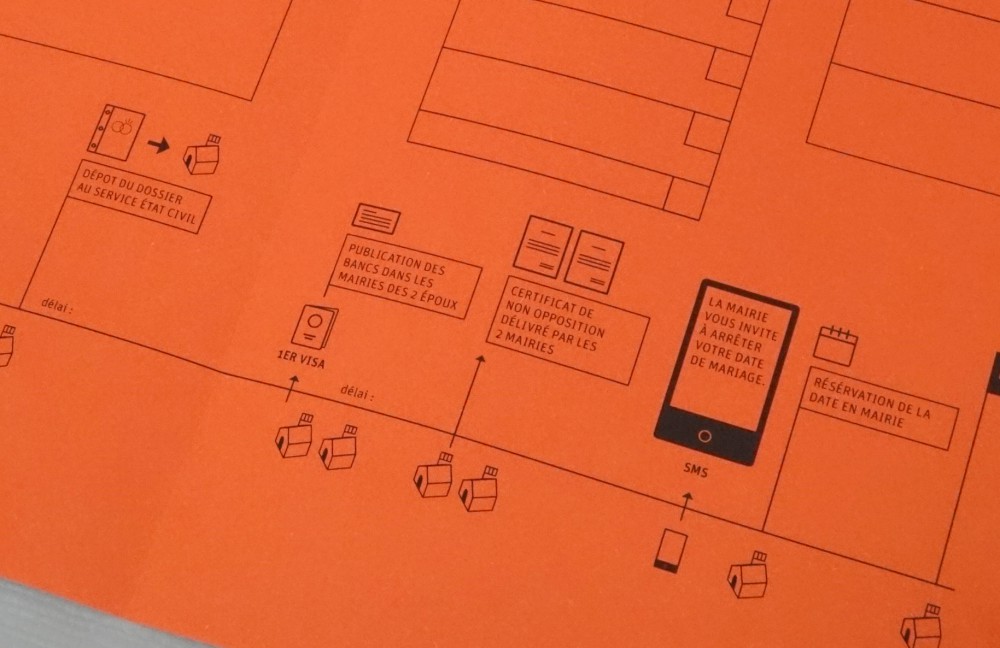 DÉPOT DU DOSSIER
AU SERVICE ÉTAT CIVIL
délai :
PUBLICATION DES
BANCS DANS LES
MAIRIES DES 2 ÉPOUX
1ER VISA
délai :
CERTIFICAT DE
NON OPPOSITION
DÉLIVRÉ PAR LES
2 MAIRIES
LA MAIRIE
VOUS INVITE
À ARRÊTER
VOTRE DATE
DE MARIAGE.
SMS
RÉSÉRVATION DE LA
DATE EN MAIRIE